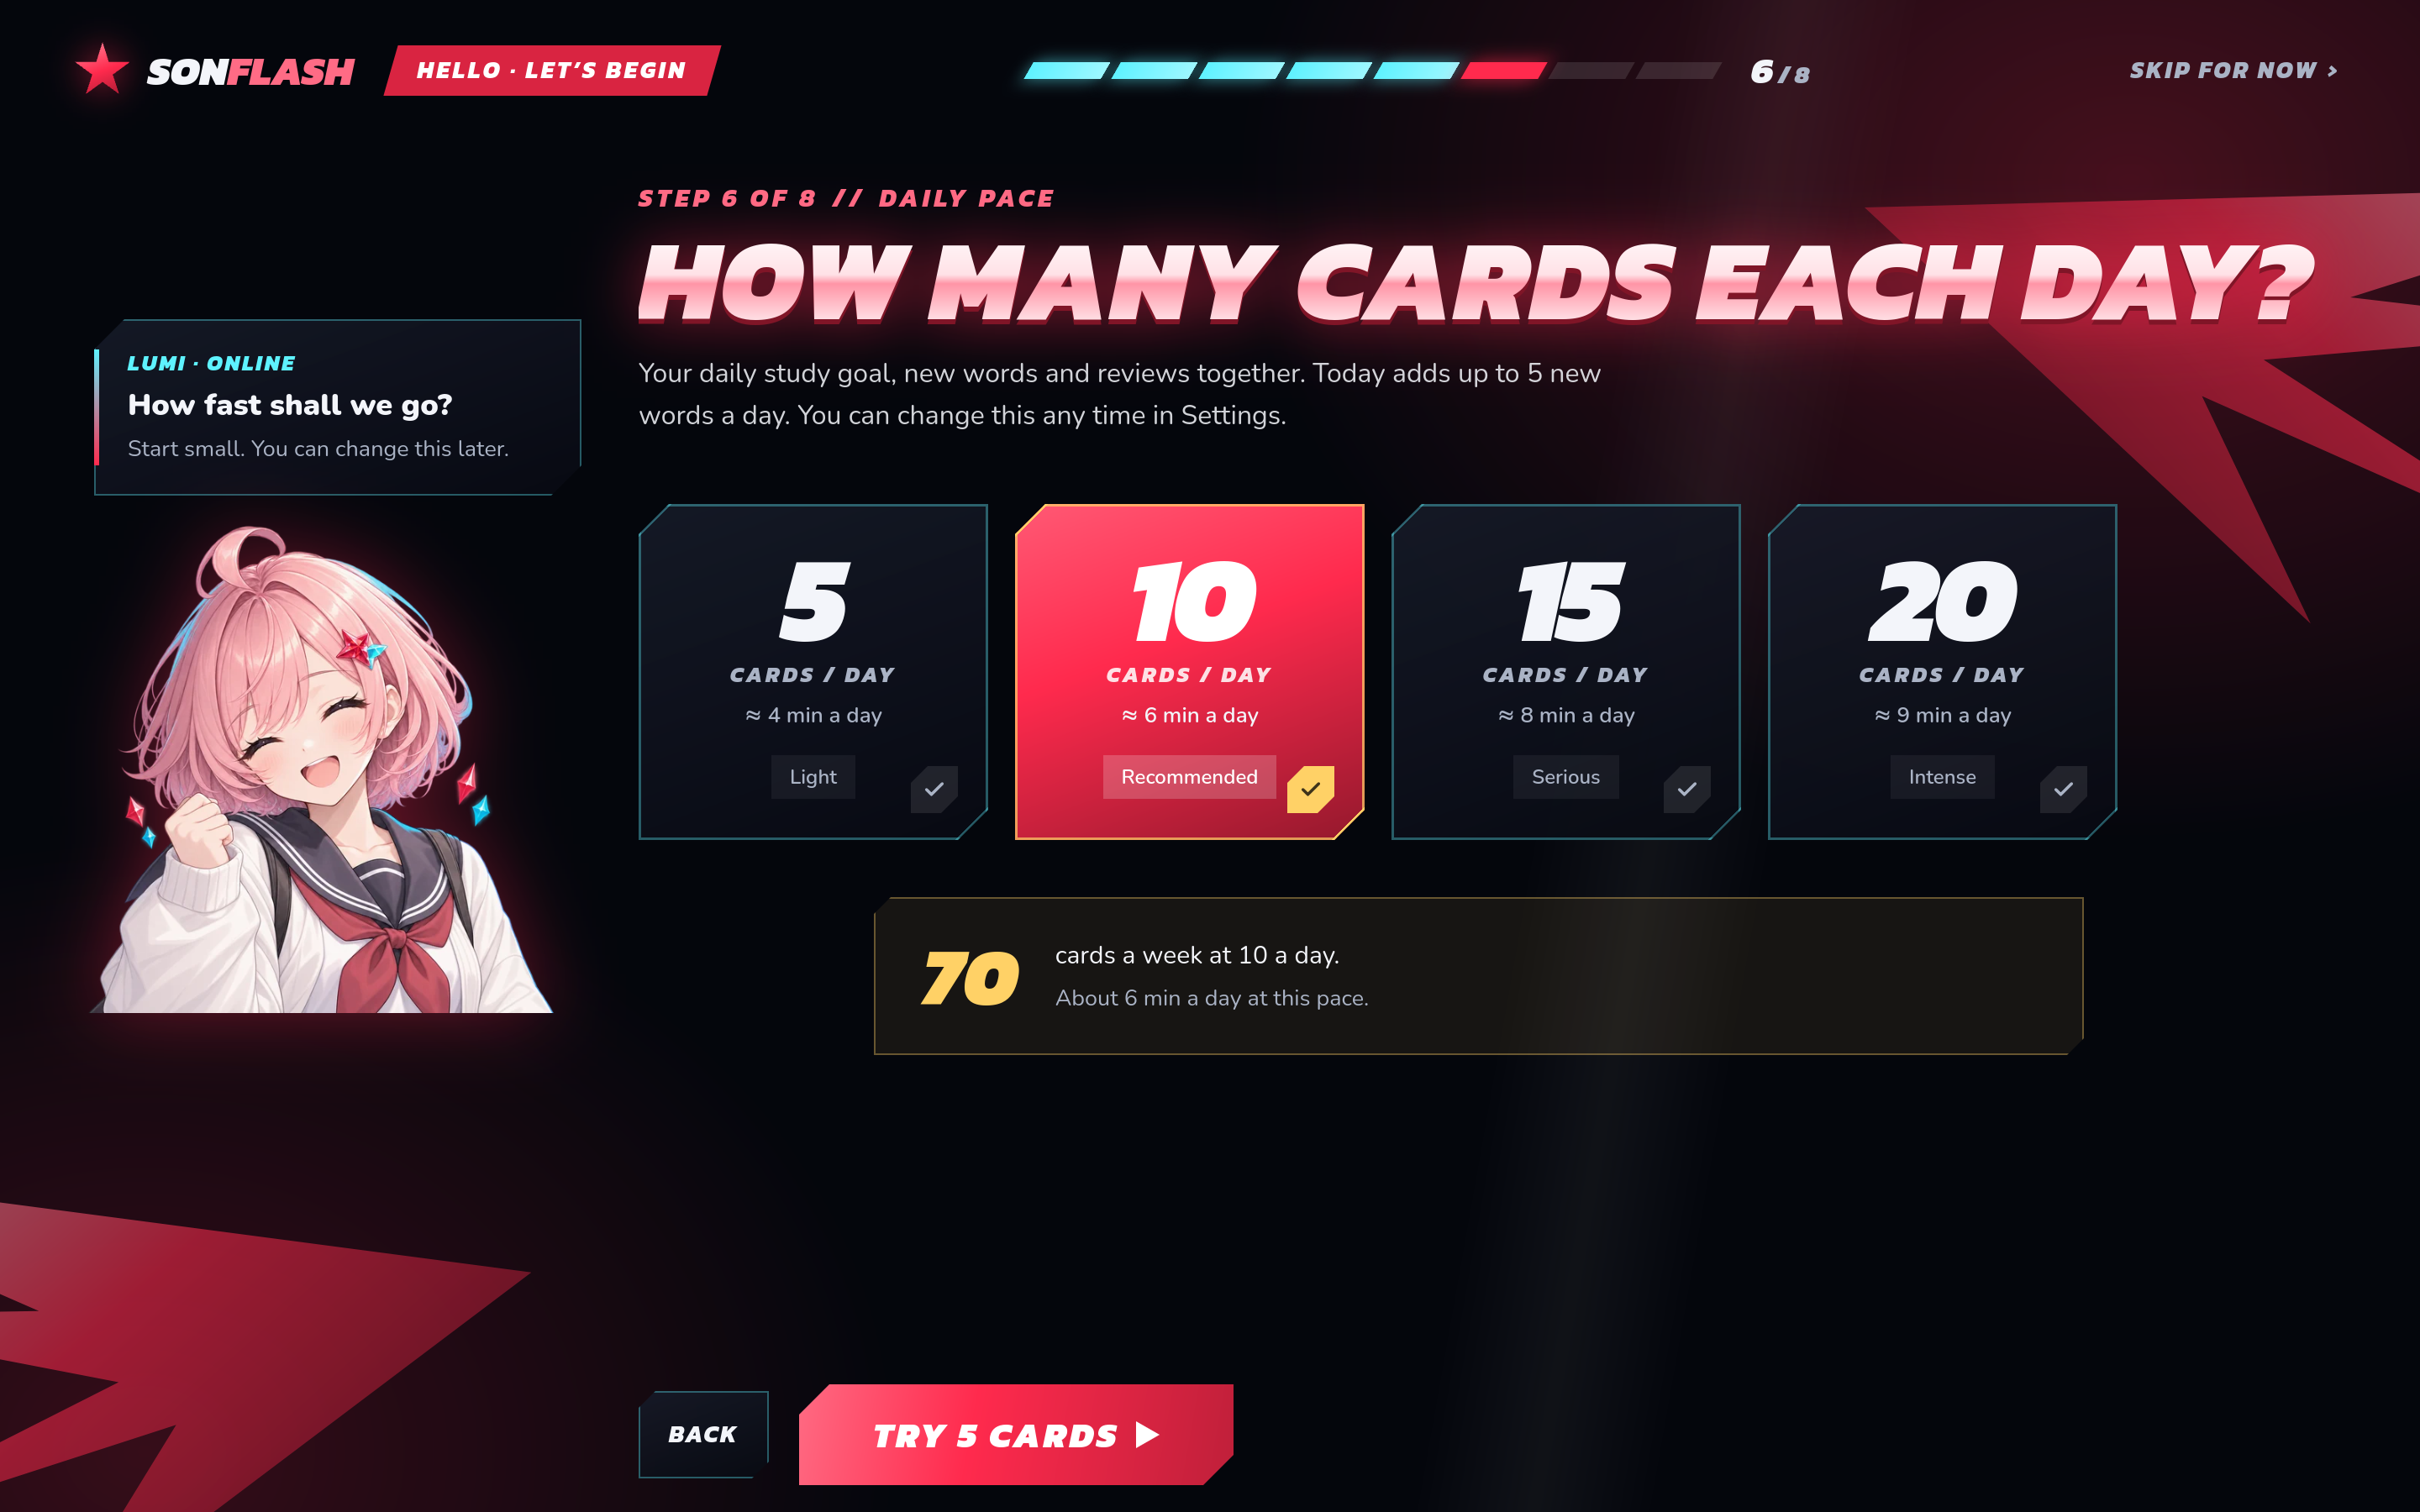 SONFLASH
HELLO · LET’S BEGIN
6 / 8
SKIP FOR NOW ›
STEP 6 OF 8 // DAILY PACE
HOW MANY CARDS EACH DAY?
Your daily study goal, new words and reviews together. Today adds up to 5 new
words a day. You can change this any time in Settings.
LUMI · ONLINE
How fast shall we go?
Start small. You can change this later.
5
CARDS / DAY
≈ 4 min a day
Light
10
CARDS / DAY
≈ 6 min a day
Recommended
15
CARDS / DAY
≈ 8 min a day
Serious
20
CARDS / DAY
≈ 9 min a day
Intense
70
cards a week at 10 a day.
About 6 min a day at this pace.
BACK
TRY 5 CARDS